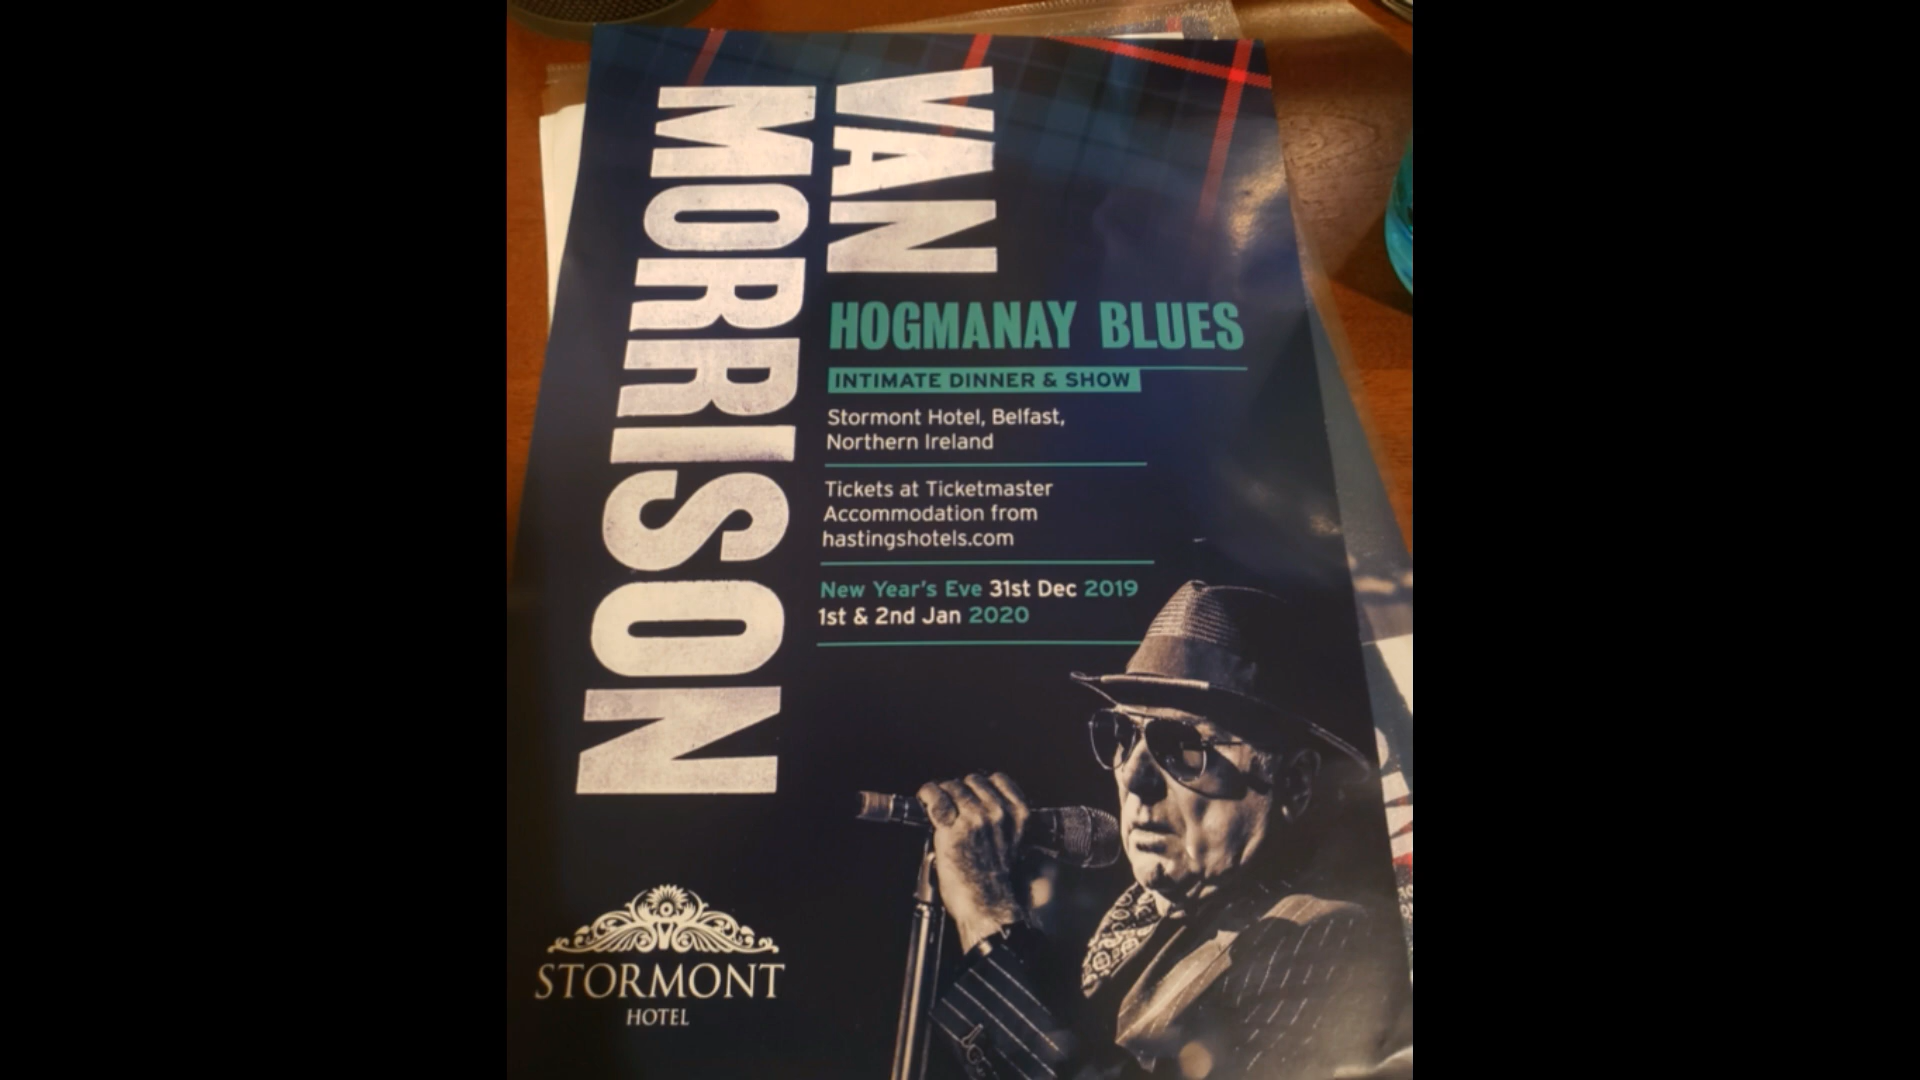 VAN
MORRISON
HOGMANAY BLUES
INTIMATE DINNER & SHOW
Stormont Hotel, Belfast,
Northern Ireland
Tickets at Ticketmaster
Accommodation from
hastingshotels.com
New Year's Eve 31st Dec 2019
1st & 2nd Jan 2020
STORMONT
HOTEL